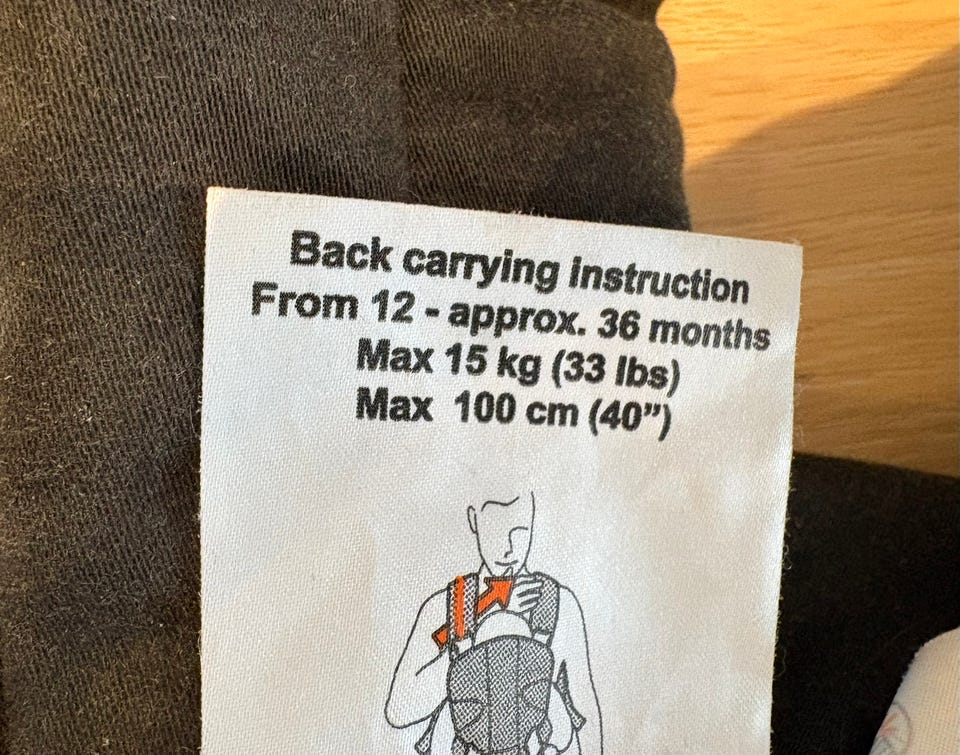 Back carrying instruction
From 12 - approx. 36 months
Max 15 kg (33 lbs)
Max 100 cm (40”)